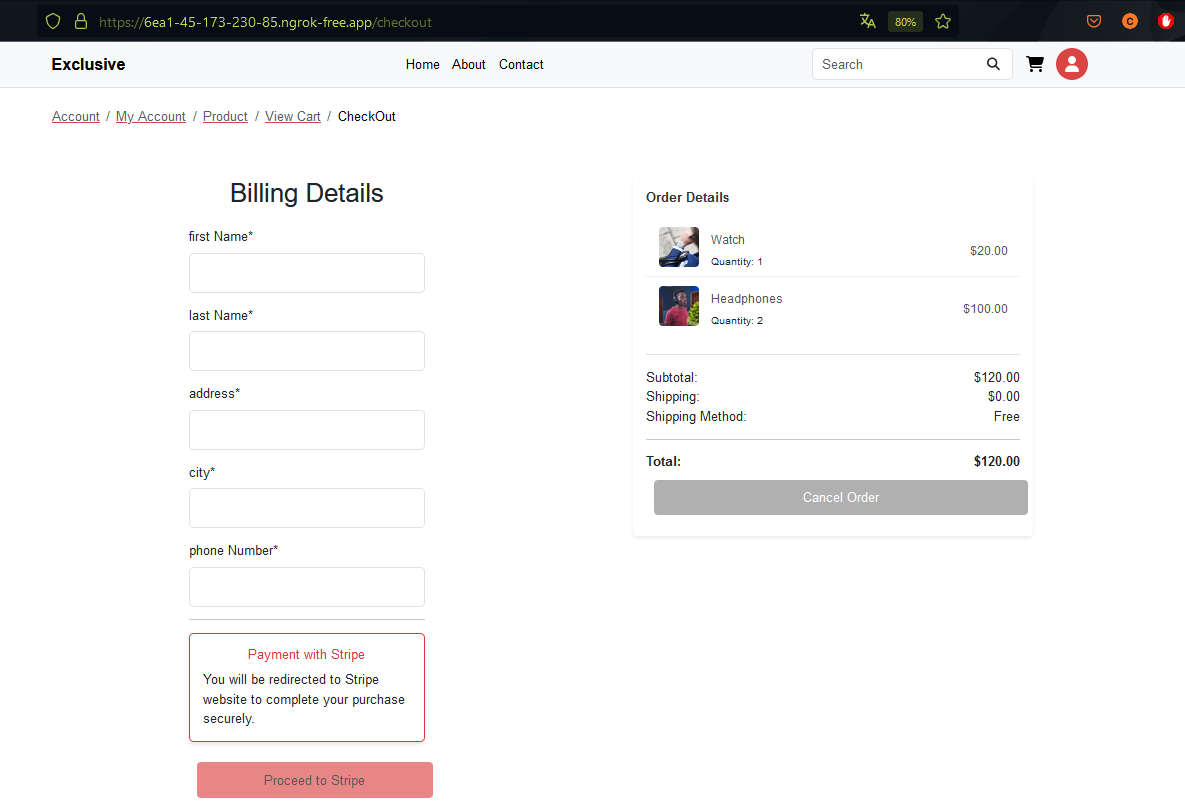 https://6ea1-45-173-230-85.ngrok-free.app/checkout
80%
C
Exclusive
Home About Contact
Search
Account / My Account / Product / View Cart / CheckOut
Billing Details
first Name*
last Name*
address*
city*
phone Number*
Payment with Stripe
You will be redirected to Stripe
website to complete your purchase
securely.
Proceed to Stripe
Order Details
Watch
Quantity: 1
$20.00
Headphones
Quantity: 2
$100.00
Subtotal: $120.00
Shipping: $0.00
Shipping Method: Free
Total: $120.00
Cancel Order